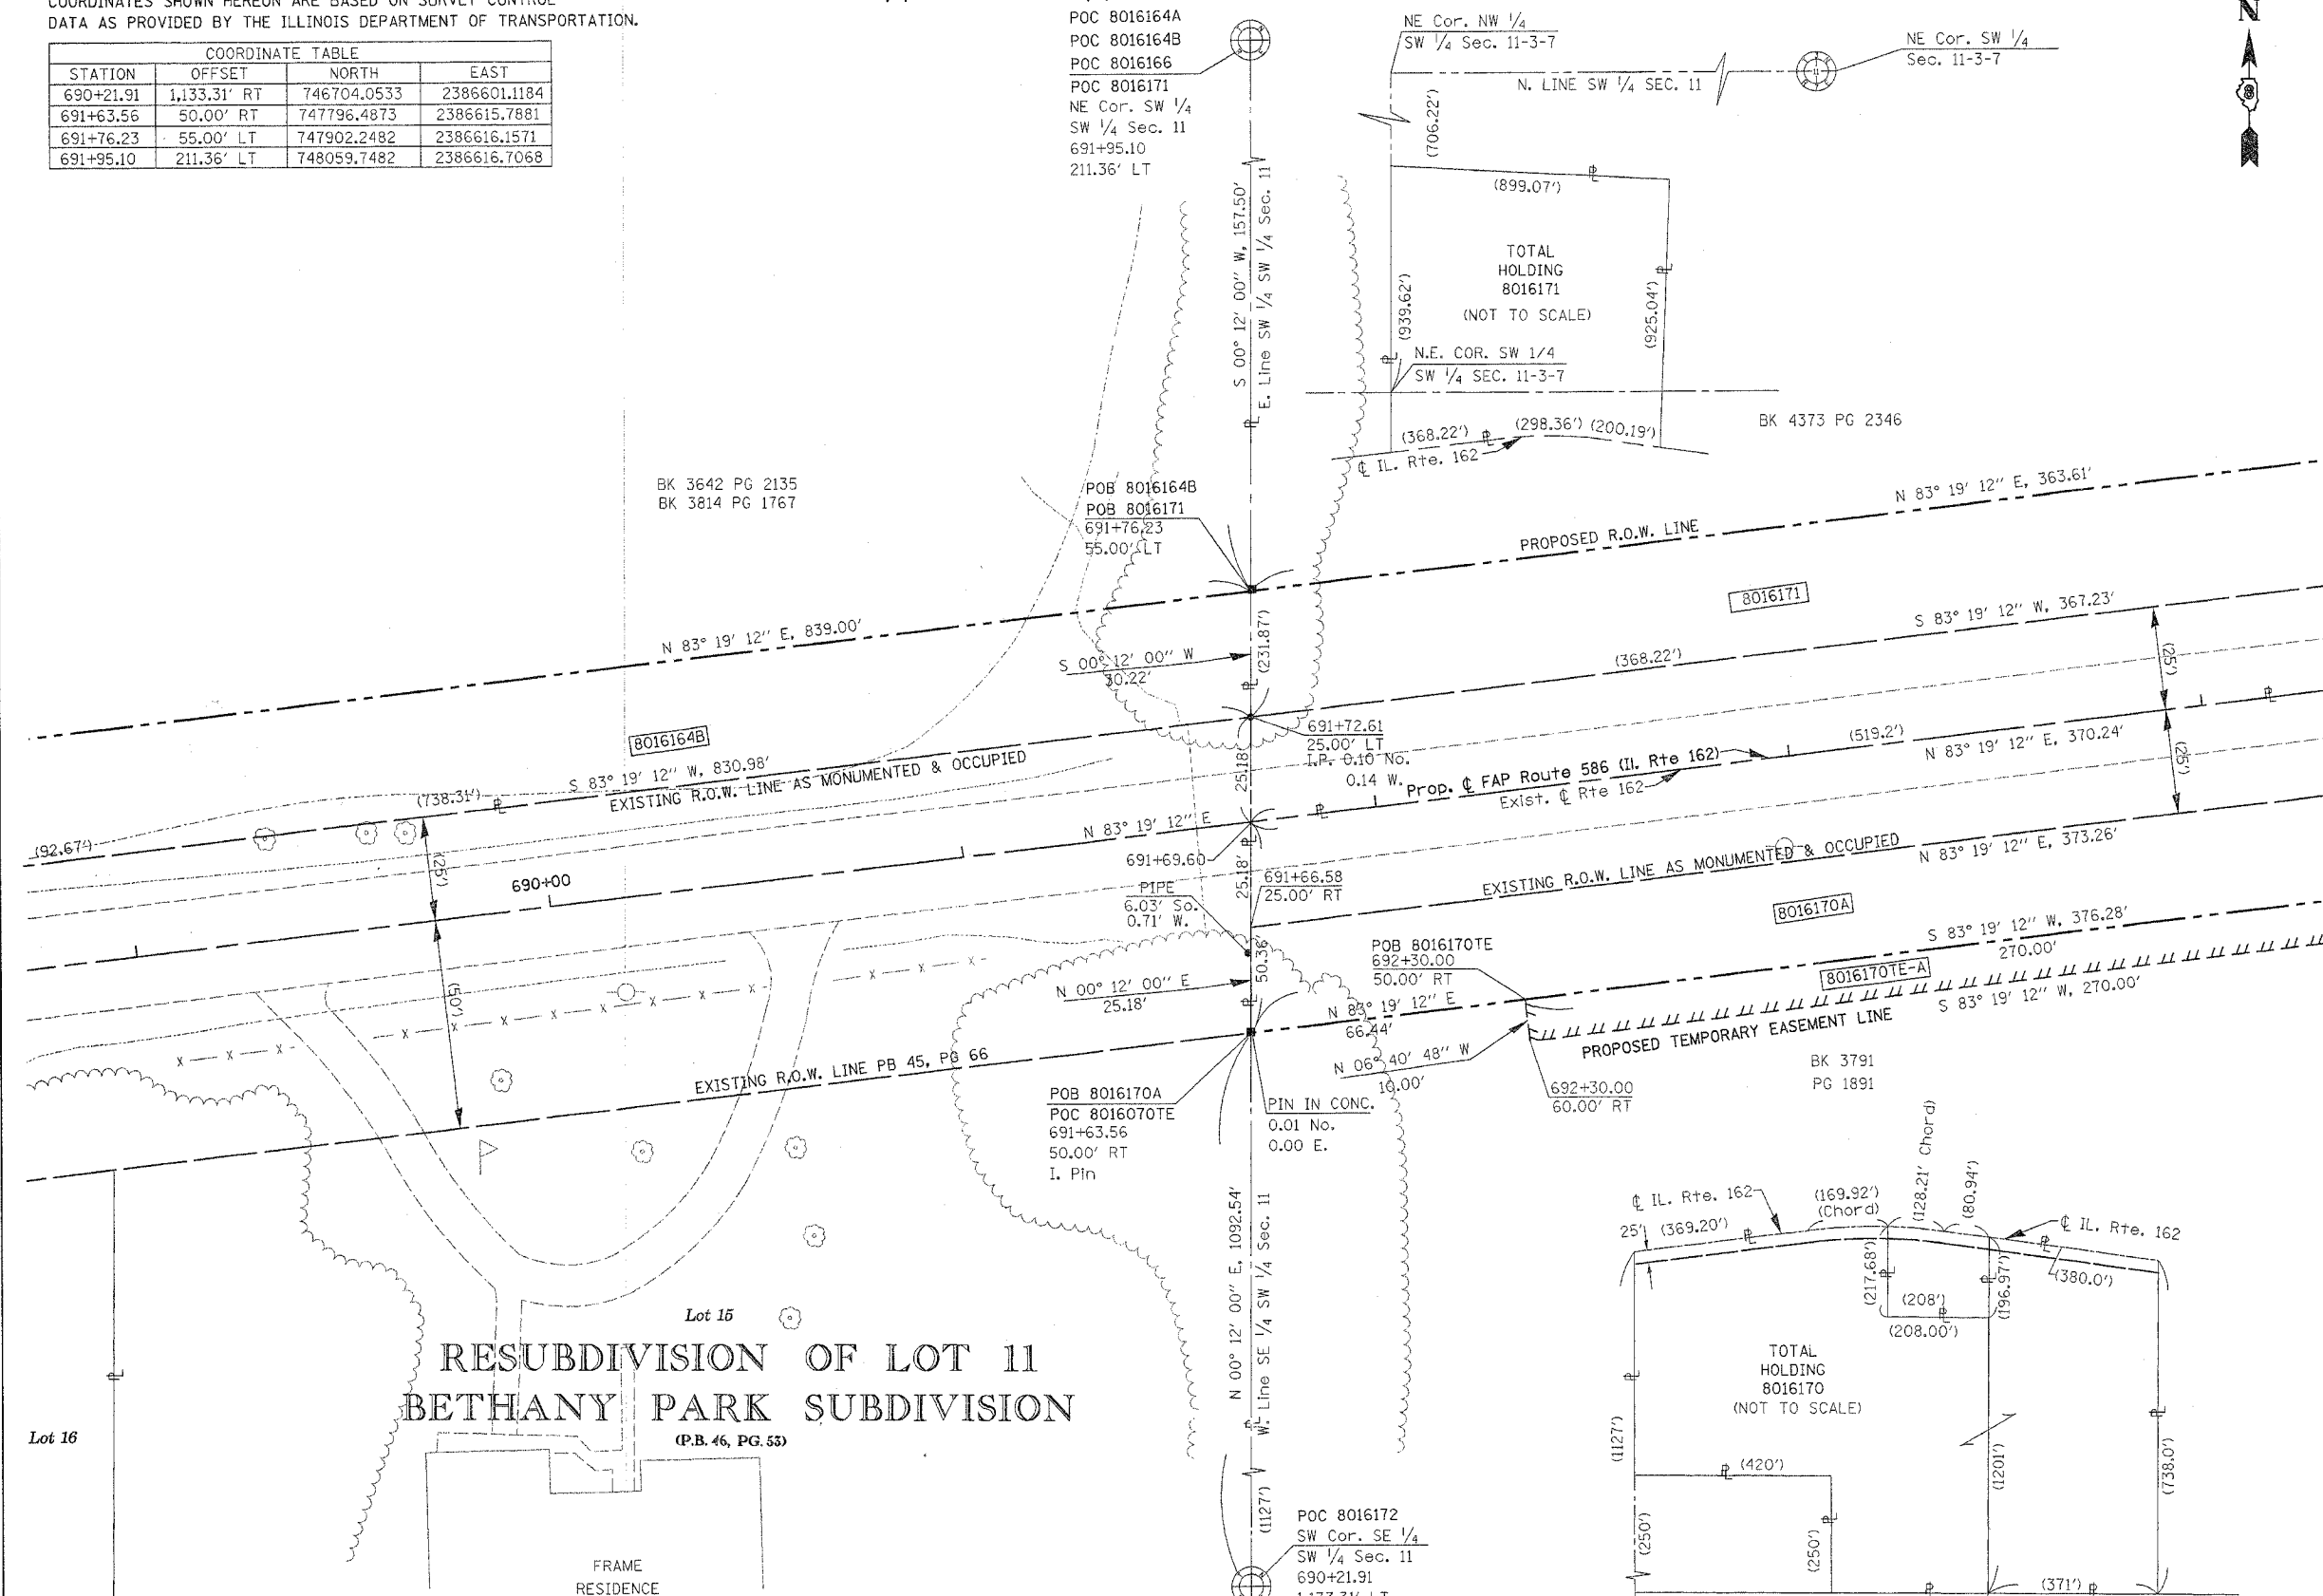 COORDINATES SHOWN HEREON ARE BASED ON SURVEY CONTROL
DATA AS PROVIDED BY THE ILLINOIS DEPARTMENT OF TRANSPORTATION.
COORDINATE TABLE
STATION OFFSET NORTH EAST
690+21.91 1,133.31' RT 746704.0533 2386601.1184
691+63.56 50.00' RT 747796.4873 2386615.7881
691+76.23 55.00' LT 747902.2482 2386616.1571
691+95.10 211.36' LT 748059.7482 2386616.7068
POC 8016164A
POC 8016164B
POC 8016166
POC 8016171
NE Cor. SW 1/4
SW 1/4 Sec. 11
691+95.10
211.36' LT
NE Cor. NW 1/4
SW 1/4 Sec. 11-3-7
N. LINE SW 1/4 SEC. 11
11
NE Cor. SW 1/4
Sec. 11-3-7
N
8
(706.22')
(899.07')
TOTAL
HOLDING
8016171
(NOT TO SCALE)
(939.62')
(925.04')
N.E. COR. SW 1/4
SW 1/4 SEC. 11-3-7
(368.22') ℙL (298.36') (200.19')
℄ IL. Rte. 162
BK 4373 PG 2346
S 00° 12' 00" W, 157.50'
E. Line SW 1/4 SW 1/4 Sec. 11
BK 3642 PG 2135
BK 3814 PG 1767
POB 8016164B
POB 8016171
691+76.23
55.00' LT
N 83° 19' 12" E, 363.61'
PROPOSED R.O.W. LINE
8016171
S 83° 19' 12" W, 367.23'
(368.22')
N 83° 19' 12" E, 839.00'
S 00° 12' 00" W
30.22'
(231.87')
8016164B
S 83° 19' 12" W, 830.98'
EXISTING R.O.W. LINE AS MONUMENTED & OCCUPIED
(738.31')
(92.67')
691+72.61
25.00' LT
I.P. 0.10 No.
0.14 W.
25.18'
Prop. ℄ FAP Route 586 (Il. Rte 162)
Exist. ℄ Rte 162
(519.2')
N 83° 19' 12" E, 370.24'
(25')
(25')
N 83° 19' 12" E
691+69.60
25.18'
(25')
690+00
PIPE
6.03' So.
0.71' W.
691+66.58
25.00' RT
EXISTING R.O.W. LINE AS MONUMENTED & OCCUPIED
N 83° 19' 12" E, 373.26'
8016170A
S 83° 19' 12" W, 376.28'
270.00'
8016170TE-A
S 83° 19' 12" W, 270.00'
PROPOSED TEMPORARY EASEMENT LINE
POB 8016170TE
692+30.00
50.00' RT
50.36'
N 00° 12' 00" E
25.18'
N 83° 19' 12" E
66.44'
N 06° 40' 48" W
10.00'
692+30.00
60.00' RT
BK 3791
PG 1891
(50')
EXISTING R.O.W. LINE PB 45, PG 66
POB 8016170A
POC 8016070TE
691+63.56
50.00' RT
I. Pin
PIN IN CONC.
0.01 No.
0.00 E.
N 00° 12' 00" E, 1092.54'
W. Line SE 1/4 SW 1/4 Sec. 11
(1127')
℄ IL. Rte. 162
25' (369.20')
(169.92')
(Chord)
(128.21' Chord)
(80.94')
℄ IL. Rte. 162
(380.0')
(217.68')
(208')
(208.00')
(196.97')
TOTAL
HOLDING
8016170
(NOT TO SCALE)
(1127')
(420')
(250')
(250')
(1201')
(738.0')
(371')
Lot 15
RESUBDIVISION OF LOT 11
BETHANY PARK SUBDIVISION
(P.B. 46, PG. 53)
Lot 16
FRAME
RESIDENCE
POC 8016172
SW Cor. SE 1/4
SW 1/4 Sec. 11
690+21.91